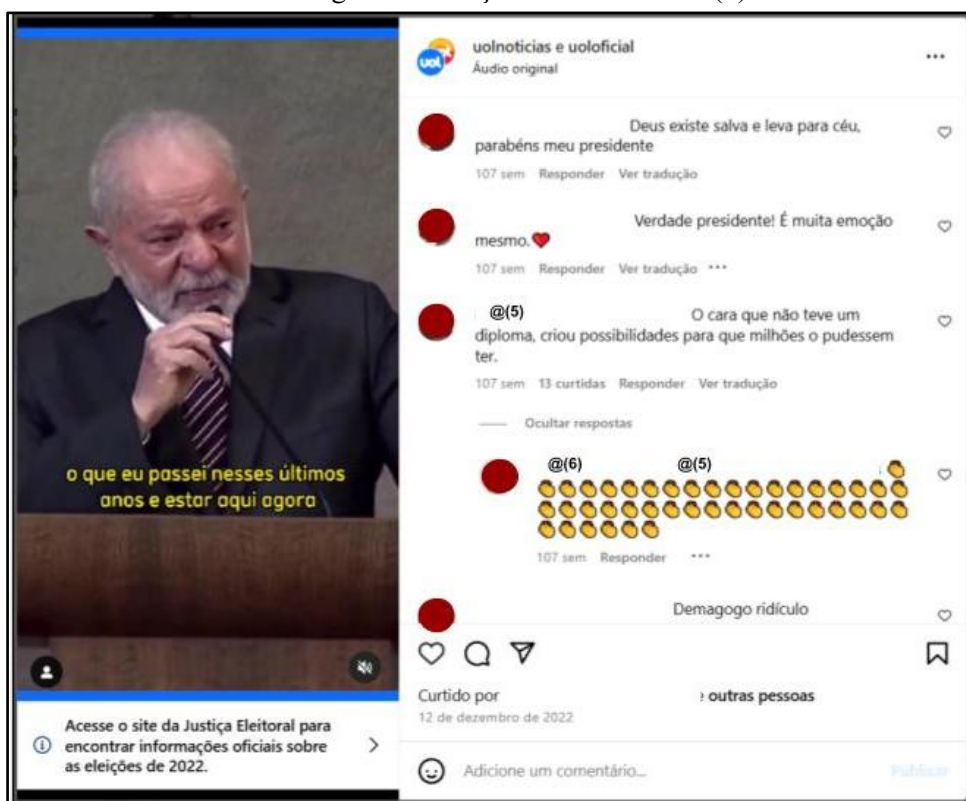 uol
uolnoticias e uoloficial
Áudio original
Deus existe salva e leva para céu,
parabéns meu presidente
107 sem Responder Ver tradução
Verdade presidente! É muita emoção
mesmo.❤️
107 sem Responder Ver tradução
@(5) O cara que não teve um
diploma, criou possibilidades para que milhões o pudessem
ter.
107 sem 13 curtidas Responder Ver tradução
Ocultar respostas
@(6) @(5)
107 sem Responder
Demagogo ridículo
Curtido por e outras pessoas
12 de dezembro de 2022
Adicione um comentário...
Publicar
o que eu passei nesses últimos
anos e estar aqui agora
Acesse o site da Justiça Eleitoral para
encontrar informações oficiais sobre
as eleições de 2022.